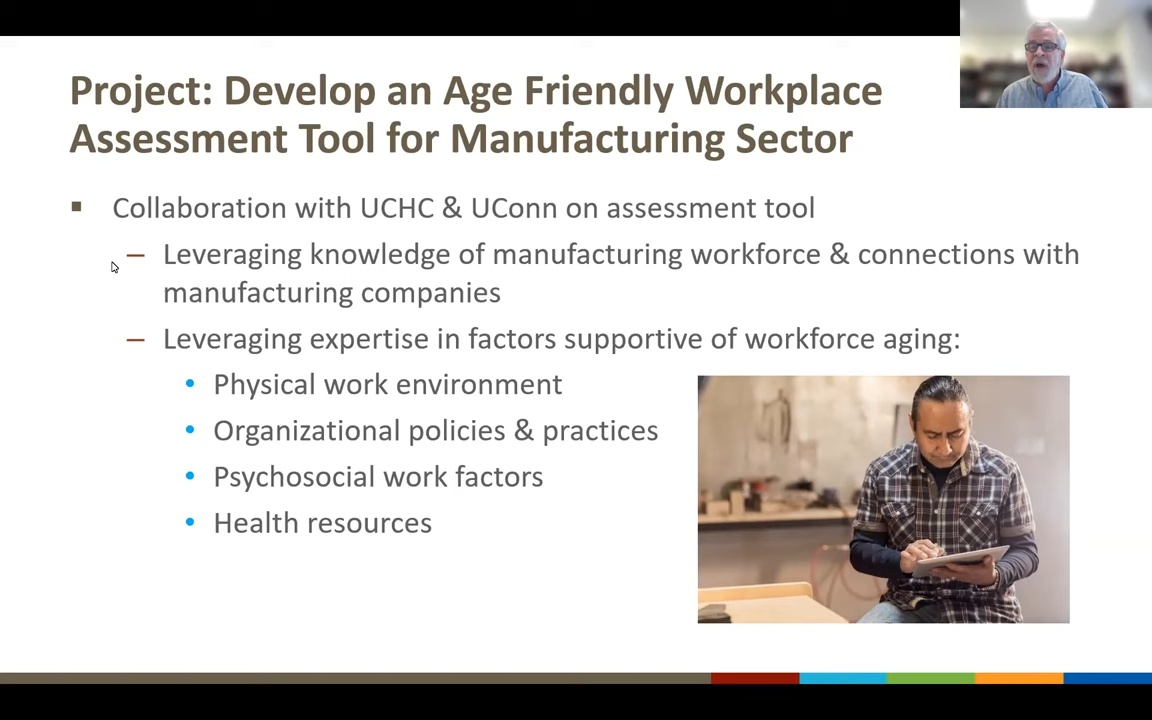 Project: Develop an Age Friendly Workplace
Assessment Tool for Manufacturing Sector
▪ Collaboration with UCHC & UConn on assessment tool
– Leveraging knowledge of manufacturing workforce & connections with
manufacturing companies
– Leveraging expertise in factors supportive of workforce aging:
• Physical work environment
• Organizational policies & practices
• Psychosocial work factors
• Health resources